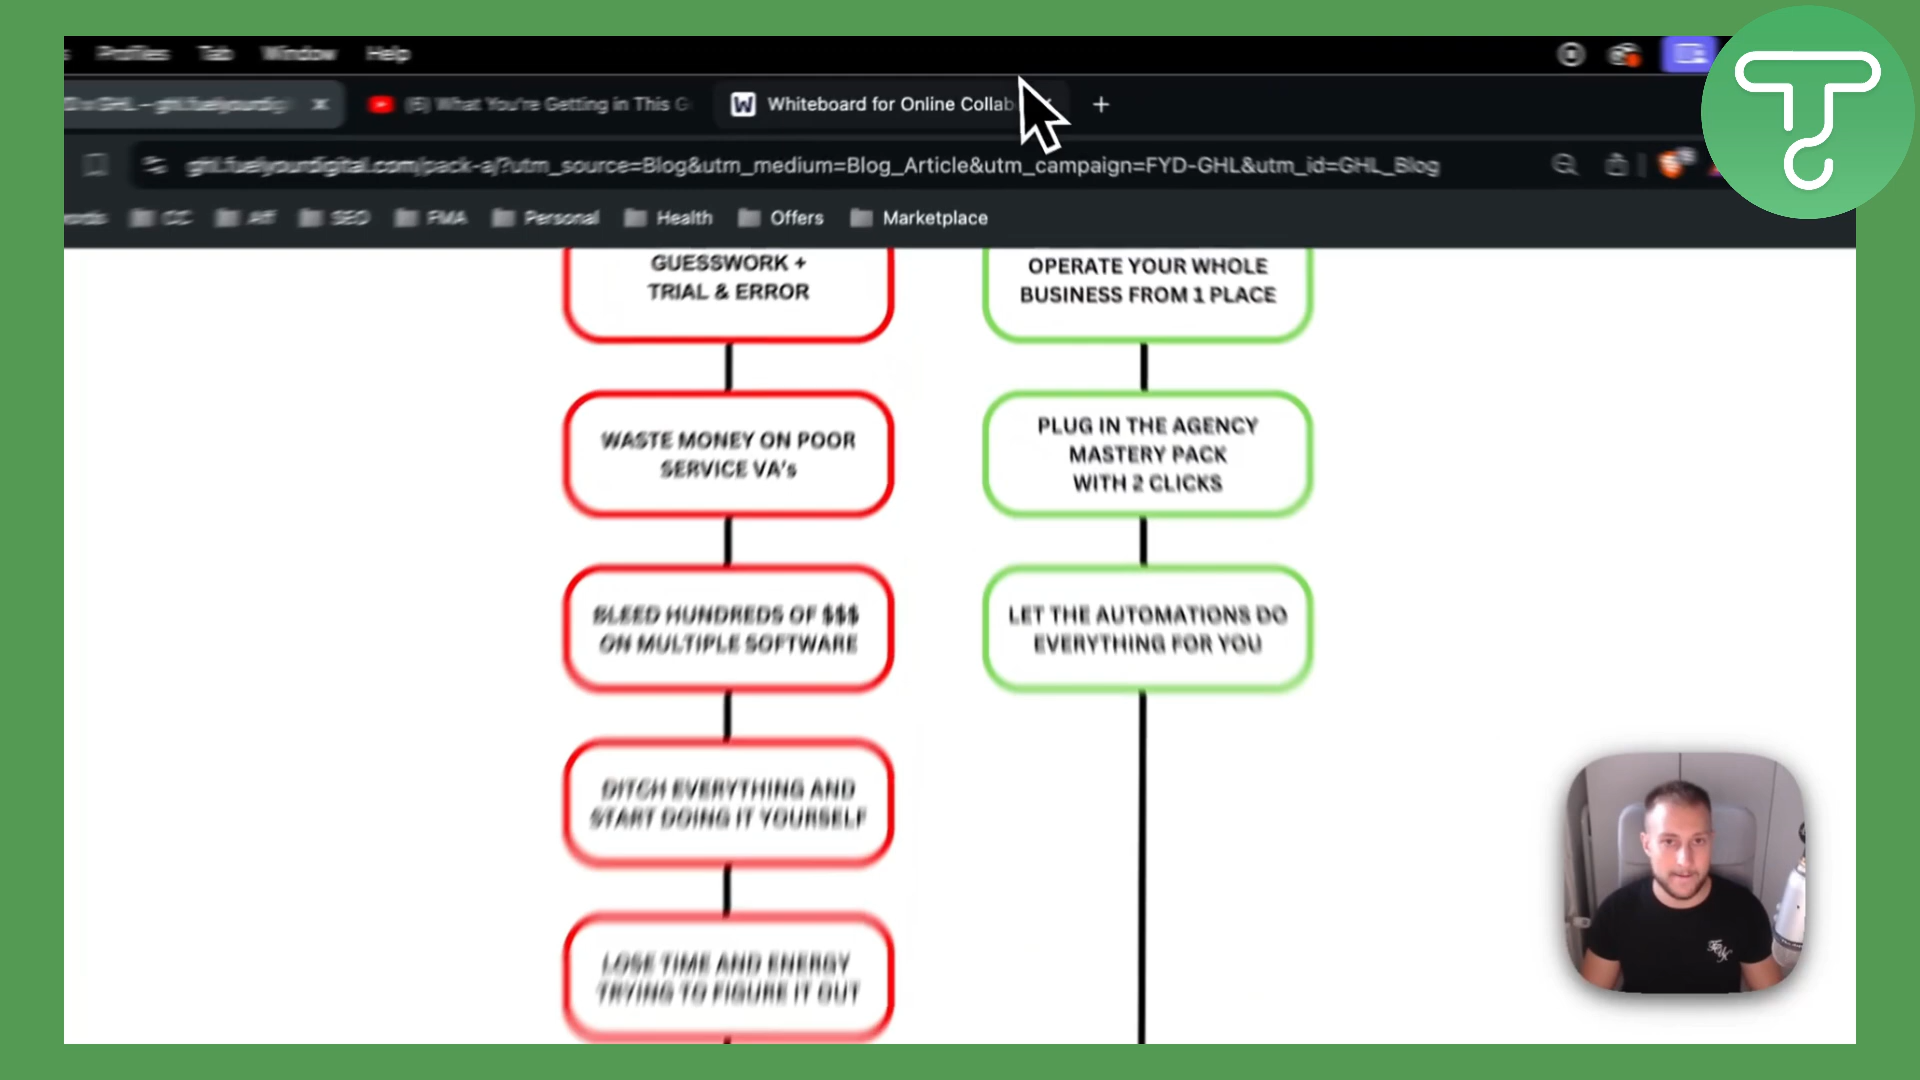 Profiles Tab Window Help
What You're Getting in This G
Whiteboard for Online Collab
ghl.fuelyourdigital.com/pack-a/?utm_source=Blog&utm_medium=Blog_Article&utm_campaign=FYD-GHL&utm_id=GHL_Blog
CC Aff SEO FMA Personal Health Offers Marketplace
GUESSWORK +
TRIAL & ERROR
WASTE MONEY ON POOR
SERVICE VA's
BLEED HUNDREDS OF $$$
ON MULTIPLE SOFTWARE
DITCH EVERYTHING AND
START DOING IT YOURSELF
LOSE TIME AND ENERGY
TRYING TO FIGURE IT OUT
OPERATE YOUR WHOLE
BUSINESS FROM 1 PLACE
PLUG IN THE AGENCY
MASTERY PACK
WITH 2 CLICKS
LET THE AUTOMATIONS DO
EVERYTHING FOR YOU